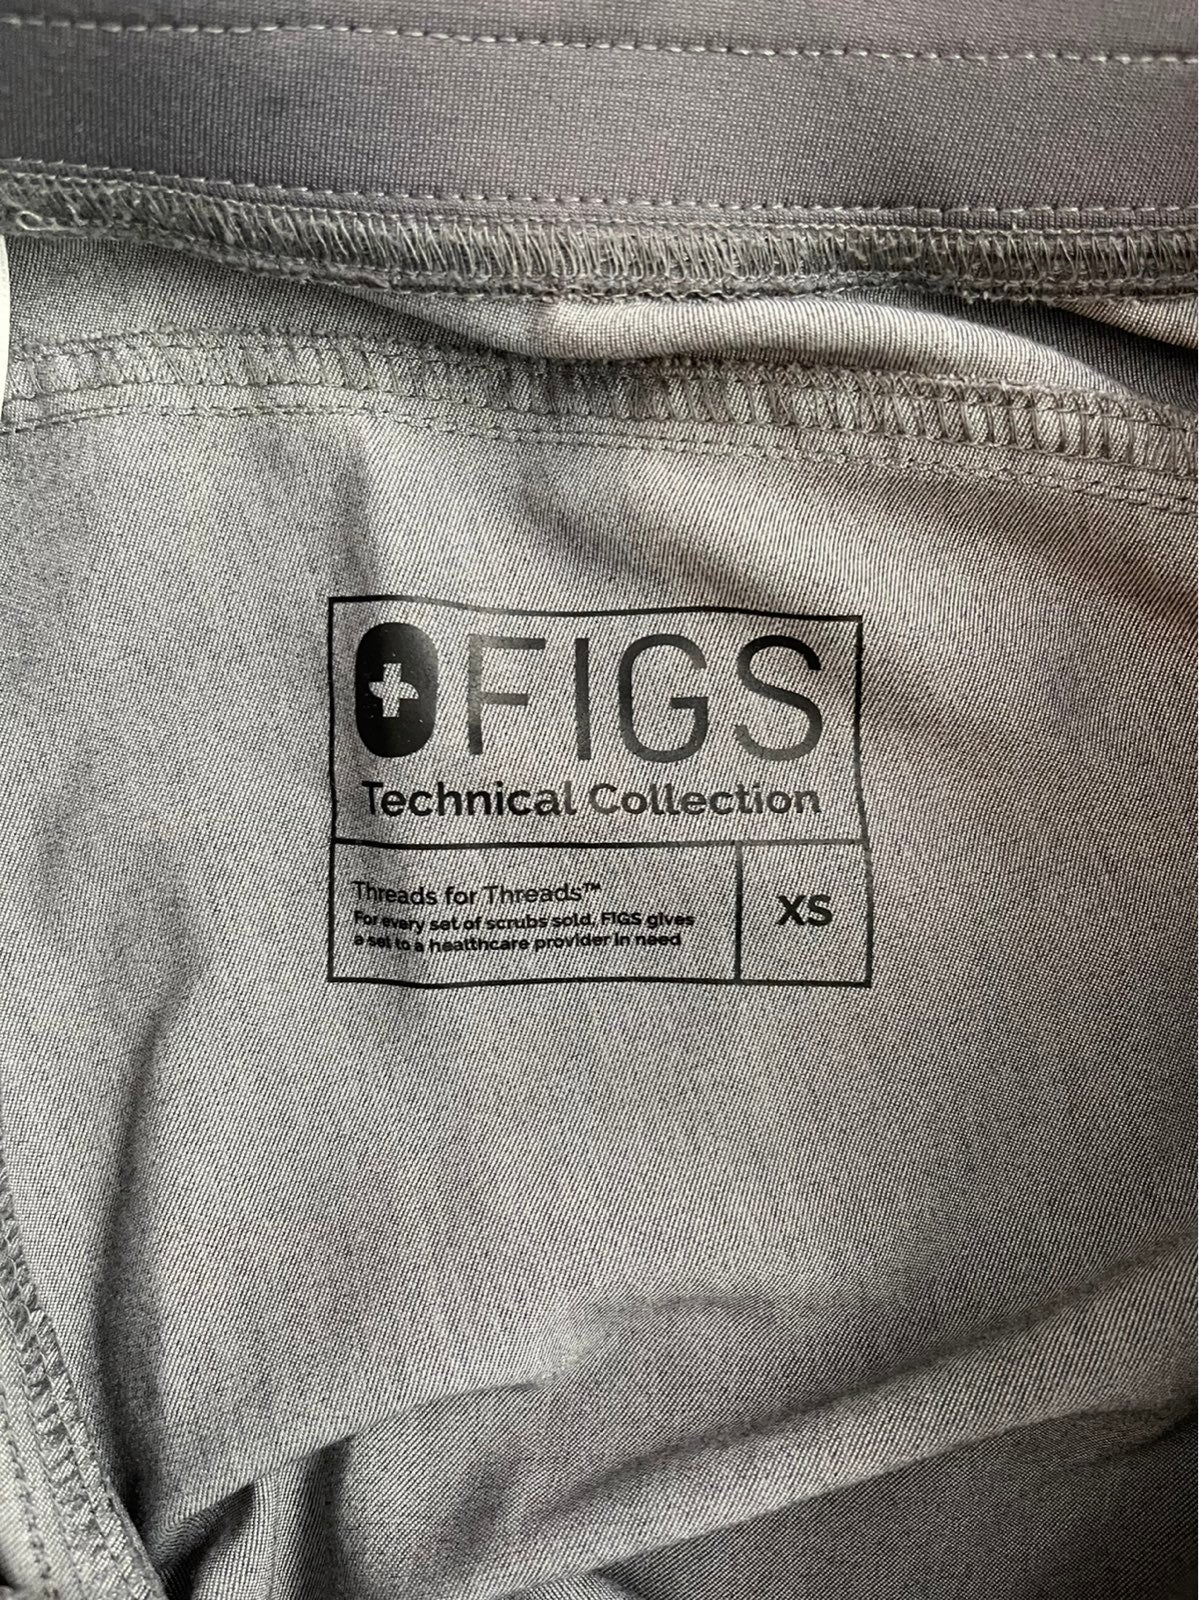 FIGS
Technical Collection
Threads for Threads™
For every set of scrubs sold, FIGS gives
a set to a healthcare provider in need
XS